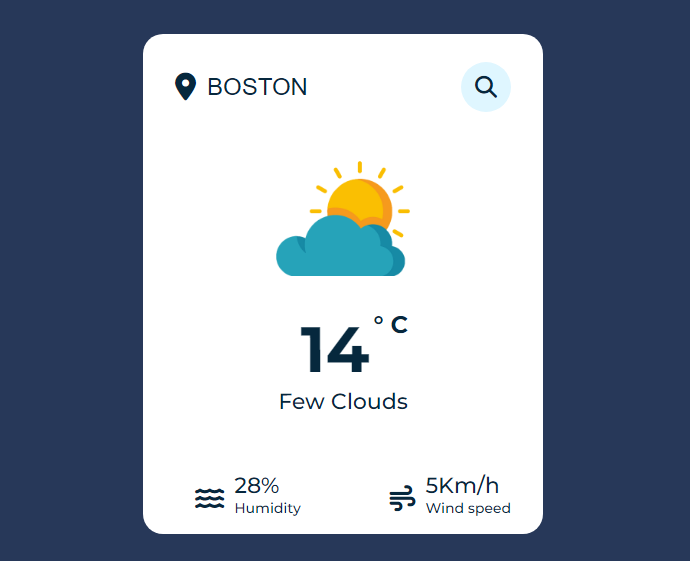 BOSTON
14° C
Few Clouds
28%
Humidity
5Km/h
Wind speed